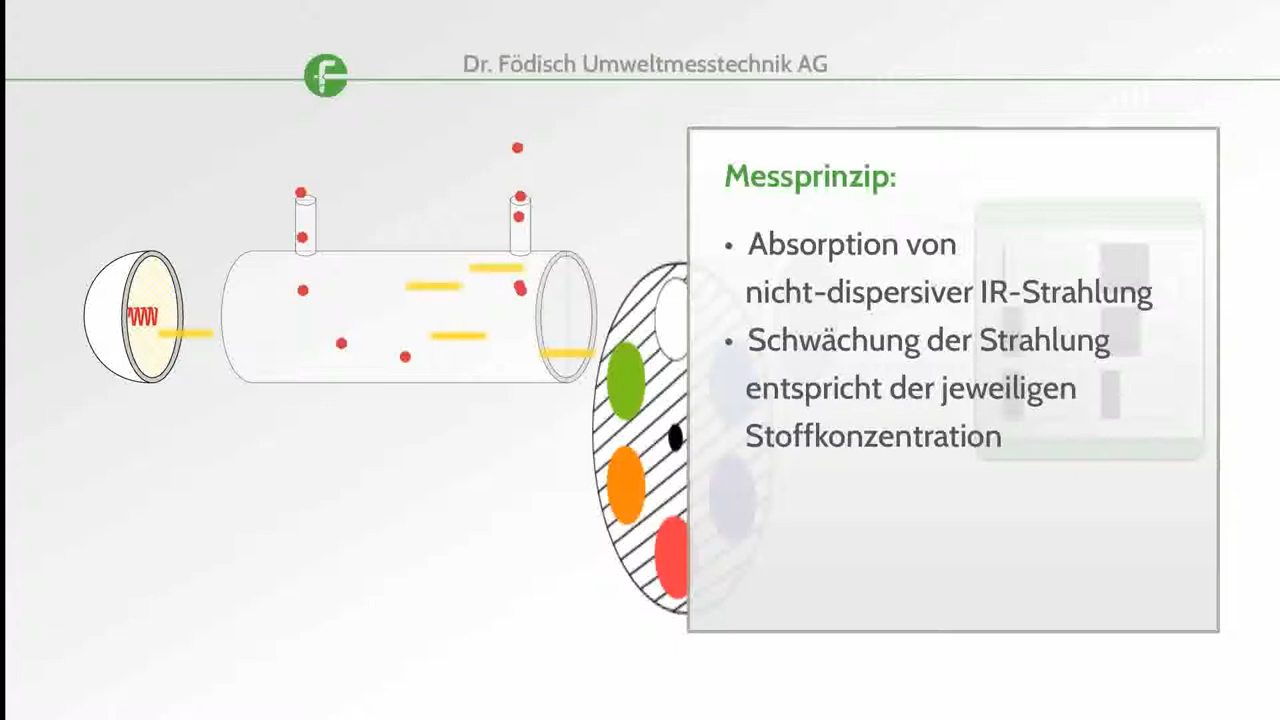 Dr. Födisch Umweltmesstechnik AG
Messprinzip:
• Absorption von
nicht-dispersiver IR-Strahlung
• Schwächung der Strahlung
entspricht der jeweiligen
Stoffkonzentration